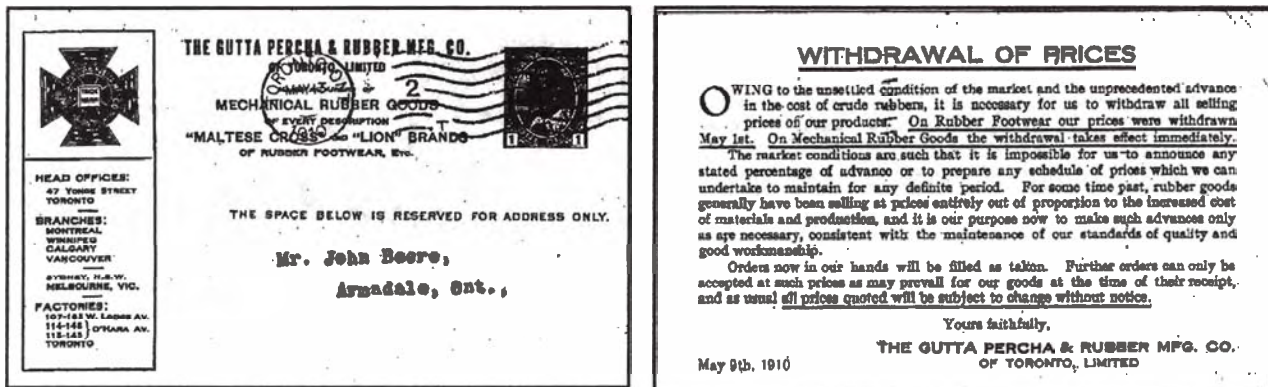 THE GUTTA PERCHA & RUBBER MFG. CO.
OF TORONTO, LIMITED
TORONTO
MAY 13
2
1910
MECHANICAL RUBBER GOODS
OF EVERY DESCRIPTION
"MALTESE CROSS" AND "LION" BRANDS
OF RUBBER FOOTWEAR, ETC.
1 1
HEAD OFFICES:
47 YONGE STREET
TORONTO
BRANCHES:
MONTREAL
WINNIPEG
CALGARY
VANCOUVER
SYDNEY, N.S.W.
MELBOURNE, VIC.
FACTORIES:
O'HARA AV.
TORONTO
THE SPACE BELOW IS RESERVED FOR ADDRESS ONLY.
Mr. John Beere,
Armadale, Ont.,
WITHDRAWAL OF PRICES
OWING to the unsettled condition of the market and the unprecedented advance
in the cost of crude rubbers, it is necessary for us to withdraw all selling
prices of our products. On Rubber Footwear our prices were withdrawn
May 1st. On Mechanical Rubber Goods the withdrawal takes effect immediately.
The market conditions are such that it is impossible for us to announce any
stated percentage of advance or to prepare any schedule of prices which we can
undertake to maintain for any definite period. For some time past, rubber goods
generally have been selling at prices entirely out of proportion to the increased cost
of materials and production, and it is our purpose now to make such advances only
as are necessary, consistent with the maintenance of our standards of quality and
good workmanship.
Orders now in our hands will be filled as taken. Further orders can only be
accepted at such prices as may prevail for our goods at the time of their receipt,
and as usual all prices quoted will be subject to change without notice.
Yours faithfully,
THE GUTTA PERCHA & RUBBER MFG. CO.
OF TORONTO, LIMITED
May 9th, 1910